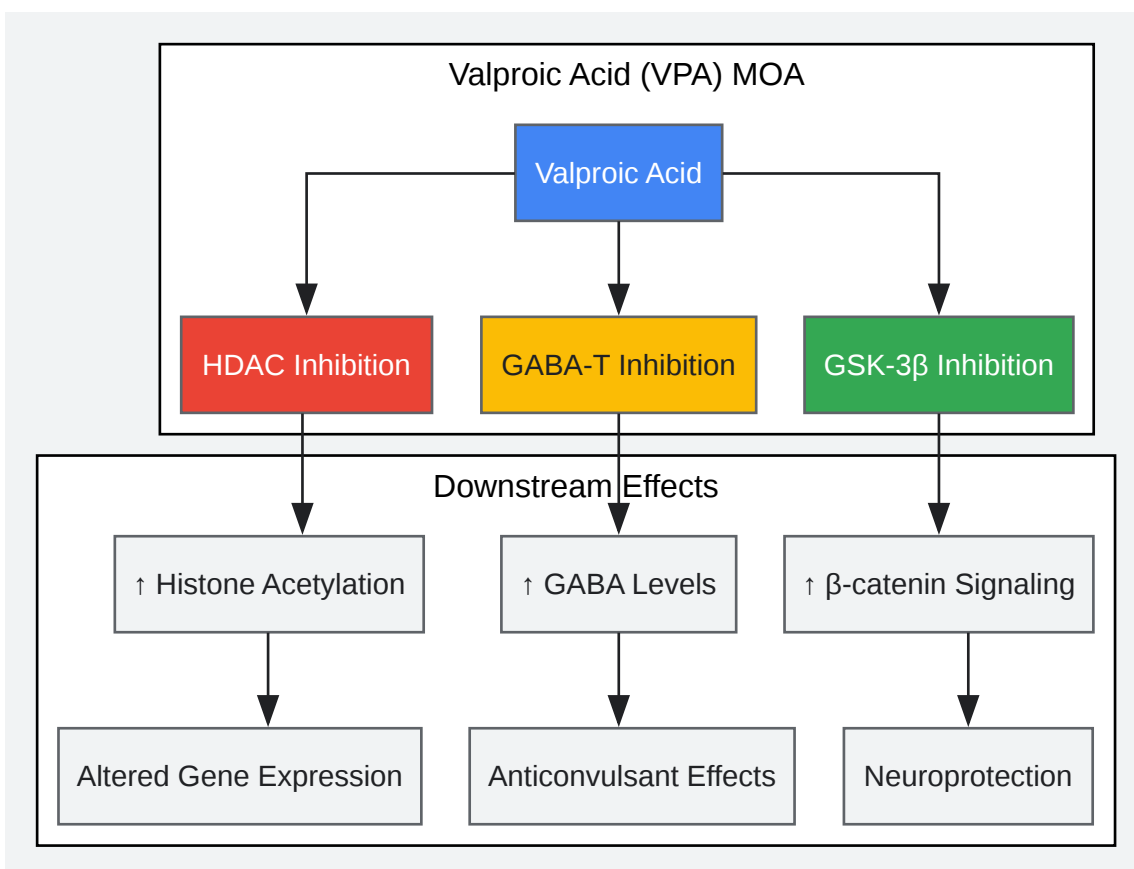 Valproic Acid (VPA) MOA
Valproic Acid
HDAC Inhibition
GABA-T Inhibition
GSK-3β Inhibition
Downstream Effects
↑ Histone Acetylation
↑ GABA Levels
↑ β-catenin Signaling
Altered Gene Expression
Anticonvulsant Effects
Neuroprotection